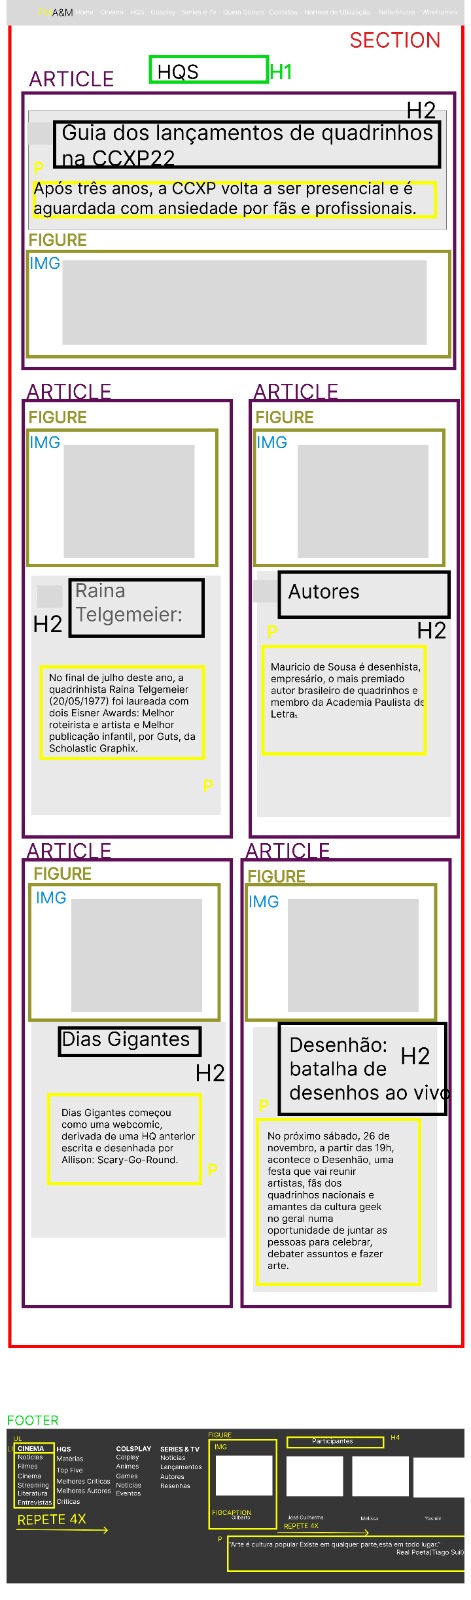 A&M Home Cinema HQS Cosplay Series e Tv Quem Somos Contatos Normas de Utilização Referências Wireframes
SECTION
HQS H1
ARTICLE
H2
Guia dos lançamentos de quadrinhos
na CCXP22
P
Após três anos, a CCXP volta a ser presencial e é
aguardada com ansiedade por fãs e profissionais.
FIGURE
IMG
ARTICLE
FIGURE
IMG
Raina
Telgemeier:
H2
No final de julho deste ano, a
quadrinhista Raina Telgemeier
(20/05/1977) foi laureada com
dois Eisner Awards: Melhor
roteirista e artista e Melhor
publicação infantil, por Guts, da
Scholastic Graphix.
P
ARTICLE
FIGURE
IMG
Autores
H2
P
Mauricio de Sousa é desenhista,
empresário, o mais premiado
autor brasileiro de quadrinhos e
membro da Academia Paulista de
Letras.
ARTICLE
FIGURE
IMG
Dias Gigantes
H2
Dias Gigantes começou
como uma webcomic,
derivada de uma HQ anterior
escrita e desenhada por
Allison: Scary-Go-Round.
P
ARTICLE
FIGURE
IMG
Desenhão:
batalha de
desenhos ao vivo
H2
P
No próximo sábado, 26 de
novembro, a partir das 19h,
acontece o Desenhão, uma
festa que vai reunir
artistas, fãs dos
quadrinhos nacionais e
amantes da cultura geek
no geral numa
oportunidade de juntar as
pessoas para celebrar,
debater assuntos e fazer
arte.
FOOTER
UL
LI
CINEMA
Notícias
Filmes
Cinema
Streaming
Literatura
Entrevistas
HQS
Matérias
Top Five
Melhores Críticas
Melhores Autores
Críticas
COSPLAY
Animes
Games
Notícias
Eventos
SERIES & TV
Notícias
Lançamentos
Autores
Resenhas
REPETE 4X
FIGURE
IMG
FIGCAPTION
Gilberto
Participantes
H4
José Guilherme
Melissa
REPETE 4X
P
"Arte é cultura popular Existe em qualquer parte,está em todo lugar."
Real Poeta(Tiago Suil)